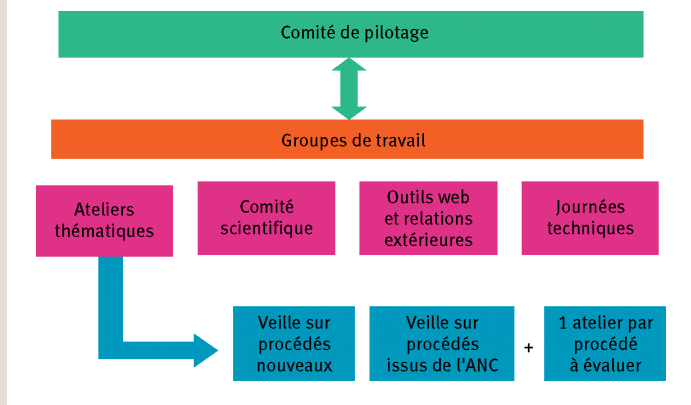 Comité de pilotage
Groupes de travail
Ateliers
thématiques
Comité
scientifique
Outils web
et relations
extérieures
Journées
techniques
Veille sur
procédés
nouveaux
Veille sur
procédés
issus de l'ANC
+
1 atelier par
procédé
à évaluer